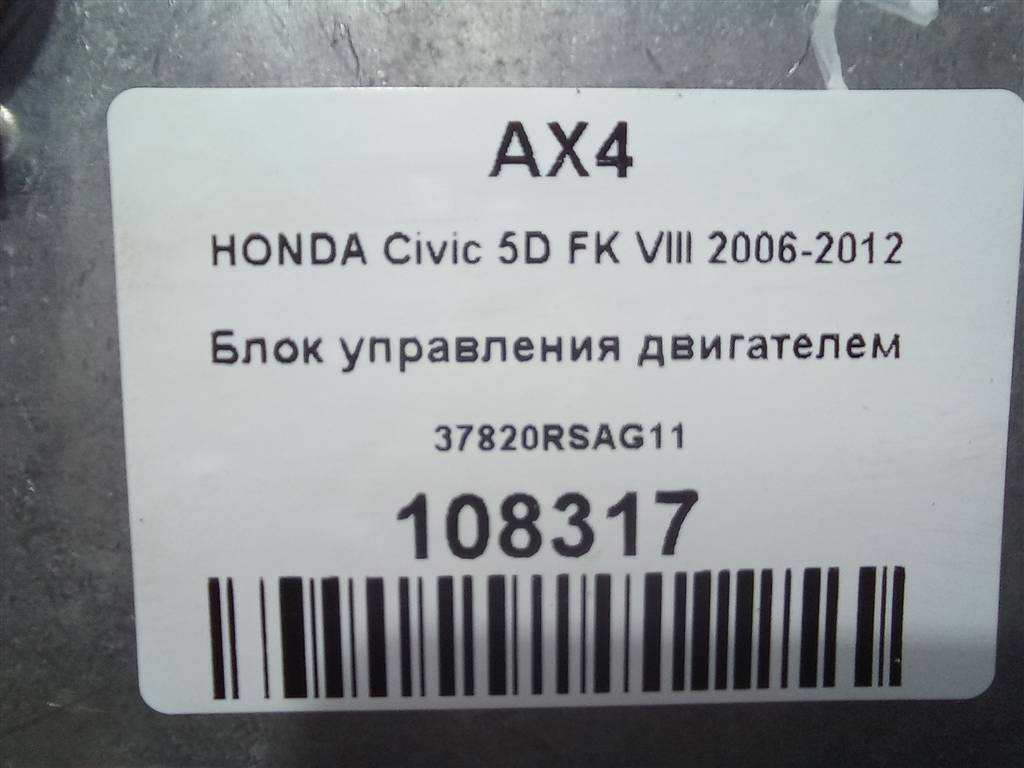 AX4
HONDA Civic 5D FK VIII 2006-2012
Блок управления двигателем
37820RSAG11
108317